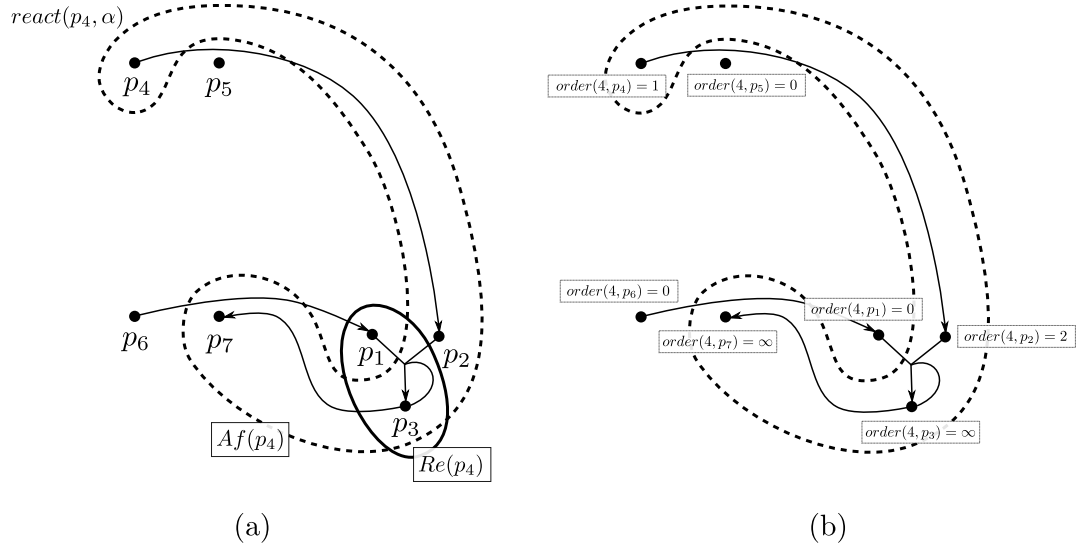 react(p₄, α)
p₄
p₅
p₆
p₇
p₁
p₂
p₃
Af(p₄)
Re(p₄)
(a)
order(4, p₄) = 1
order(4, p₅) = 0
order(4, p₆) = 0
order(4, p₁) = 0
order(4, p₇) = ∞
order(4, p₂) = 2
order(4, p₃) = ∞
(b)